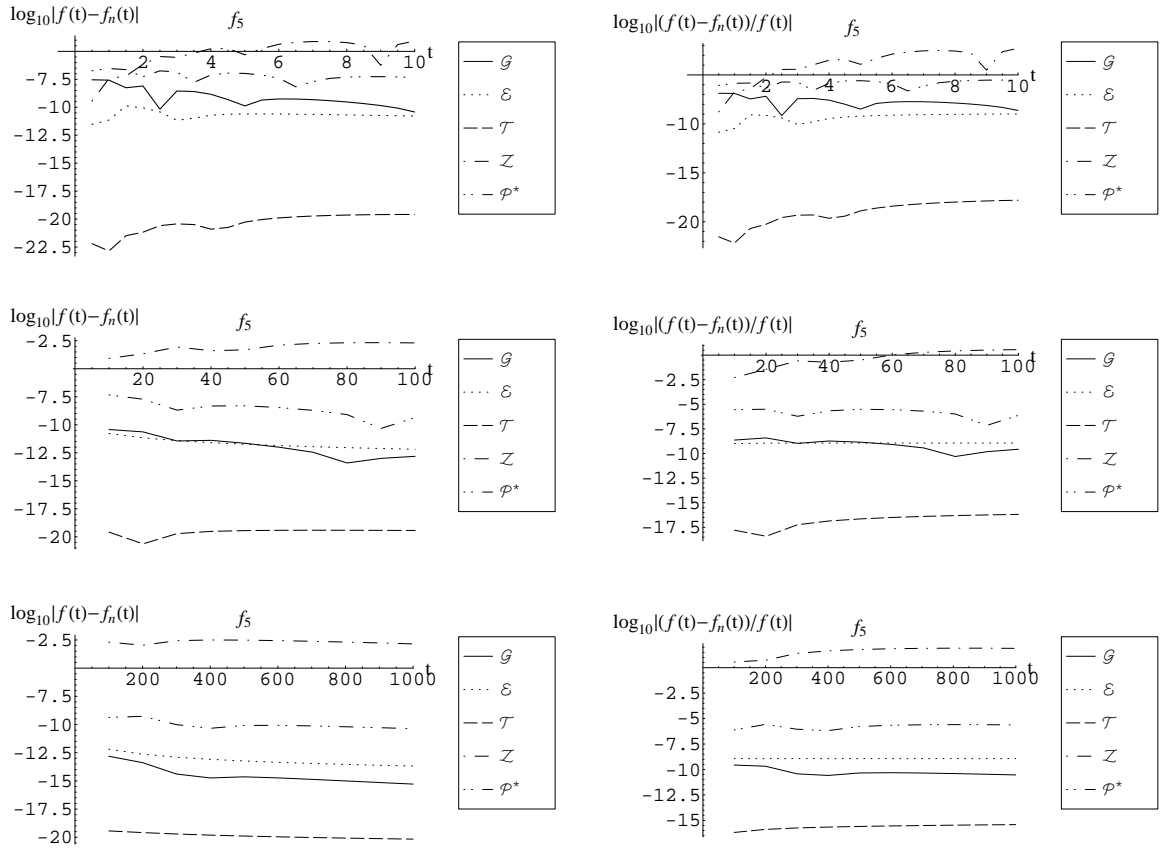 log₁₀|f(t)−fₙ(t)|
f₅
t
2 4 6 8 10
−7.5
−10
−12.5
−15
−17.5
−20
−22.5
𝒢
ℰ
𝒯
𝒵
𝒫*
log₁₀|(f(t)−fₙ(t))/f(t)|
f₅
t
2 4 6 8 10
−10
−15
−20
𝒢
ℰ
𝒯
𝒵
𝒫*
log₁₀|f(t)−fₙ(t)|
f₅
−2.5
t
20 40 60 80 100
−7.5
−10
−12.5
−15
−17.5
−20
𝒢
ℰ
𝒯
𝒵
𝒫*
log₁₀|(f(t)−fₙ(t))/f(t)|
f₅
t
20 40 60 80 100
−2.5
−5
−7.5
−10
−12.5
−15
−17.5
𝒢
ℰ
𝒯
𝒵
𝒫*
log₁₀|f(t)−fₙ(t)|
f₅
−2.5
t
200 400 600 800 1000
−7.5
−10
−12.5
−15
−17.5
−20
𝒢
ℰ
𝒯
𝒵
𝒫*
log₁₀|(f(t)−fₙ(t))/f(t)|
f₅
t
200 400 600 800 1000
−2.5
−5
−7.5
−10
−12.5
−15
𝒢
ℰ
𝒯
𝒵
𝒫*